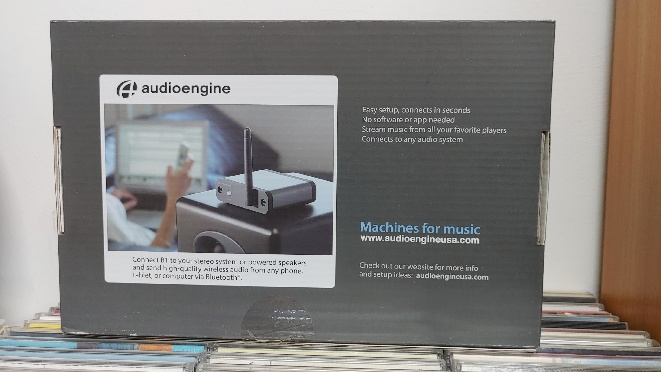 audioengine
Easy setup, connects in seconds
No software or app needed
Stream music from all your favorite players
Connects to any audio system
Machines for music
www.audioengineusa.com
Connect B1 to your stereo system or powered speakers
and send high-quality wireless audio from any phone,
tablet, or computer via Bluetooth®.
Check out our website for more info
and setup ideas: audioengineusa.com